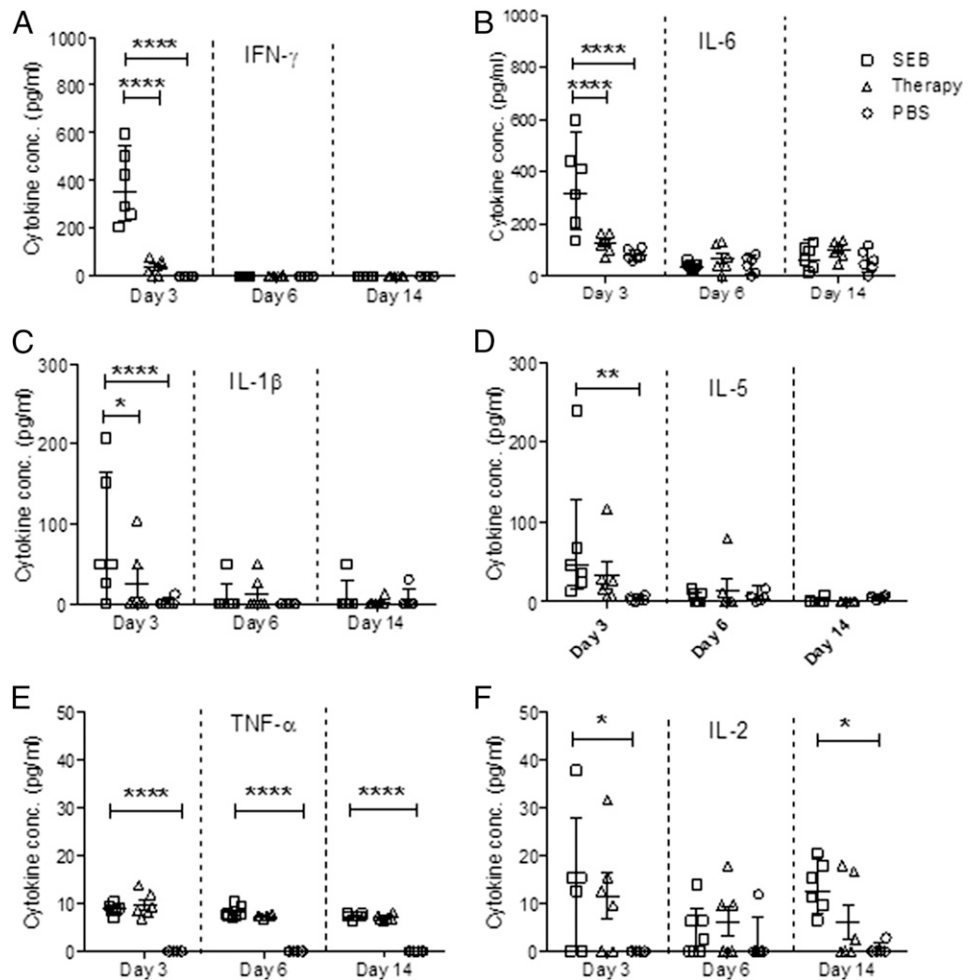 A
Cytokine conc. (pg/ml)
1000
800
600
400
200
0
IFN-γ
****
****
Day 3
Day 6
Day 14
B
Cytokine conc. (pg/ml)
1000
800
600
400
200
0
IL-6
****
****
Day 3
Day 6
Day 14
SEB
Therapy
PBS
C
Cytokine conc. (pg/ml)
300
200
100
0
IL-1β
****
*
Day 3
Day 6
Day 14
D
Cytokine conc. (pg/ml)
300
200
100
0
IL-5
**
Day 3
Day 6
Day 14
E
Cytokine conc. (pg/ml)
50
40
30
20
10
0
TNF-α
****
****
****
Day 3
Day 6
Day 14
F
Cytokine conc. (pg/ml)
50
40
30
20
10
0
IL-2
*
*
Day 3
Day 6
Day 14